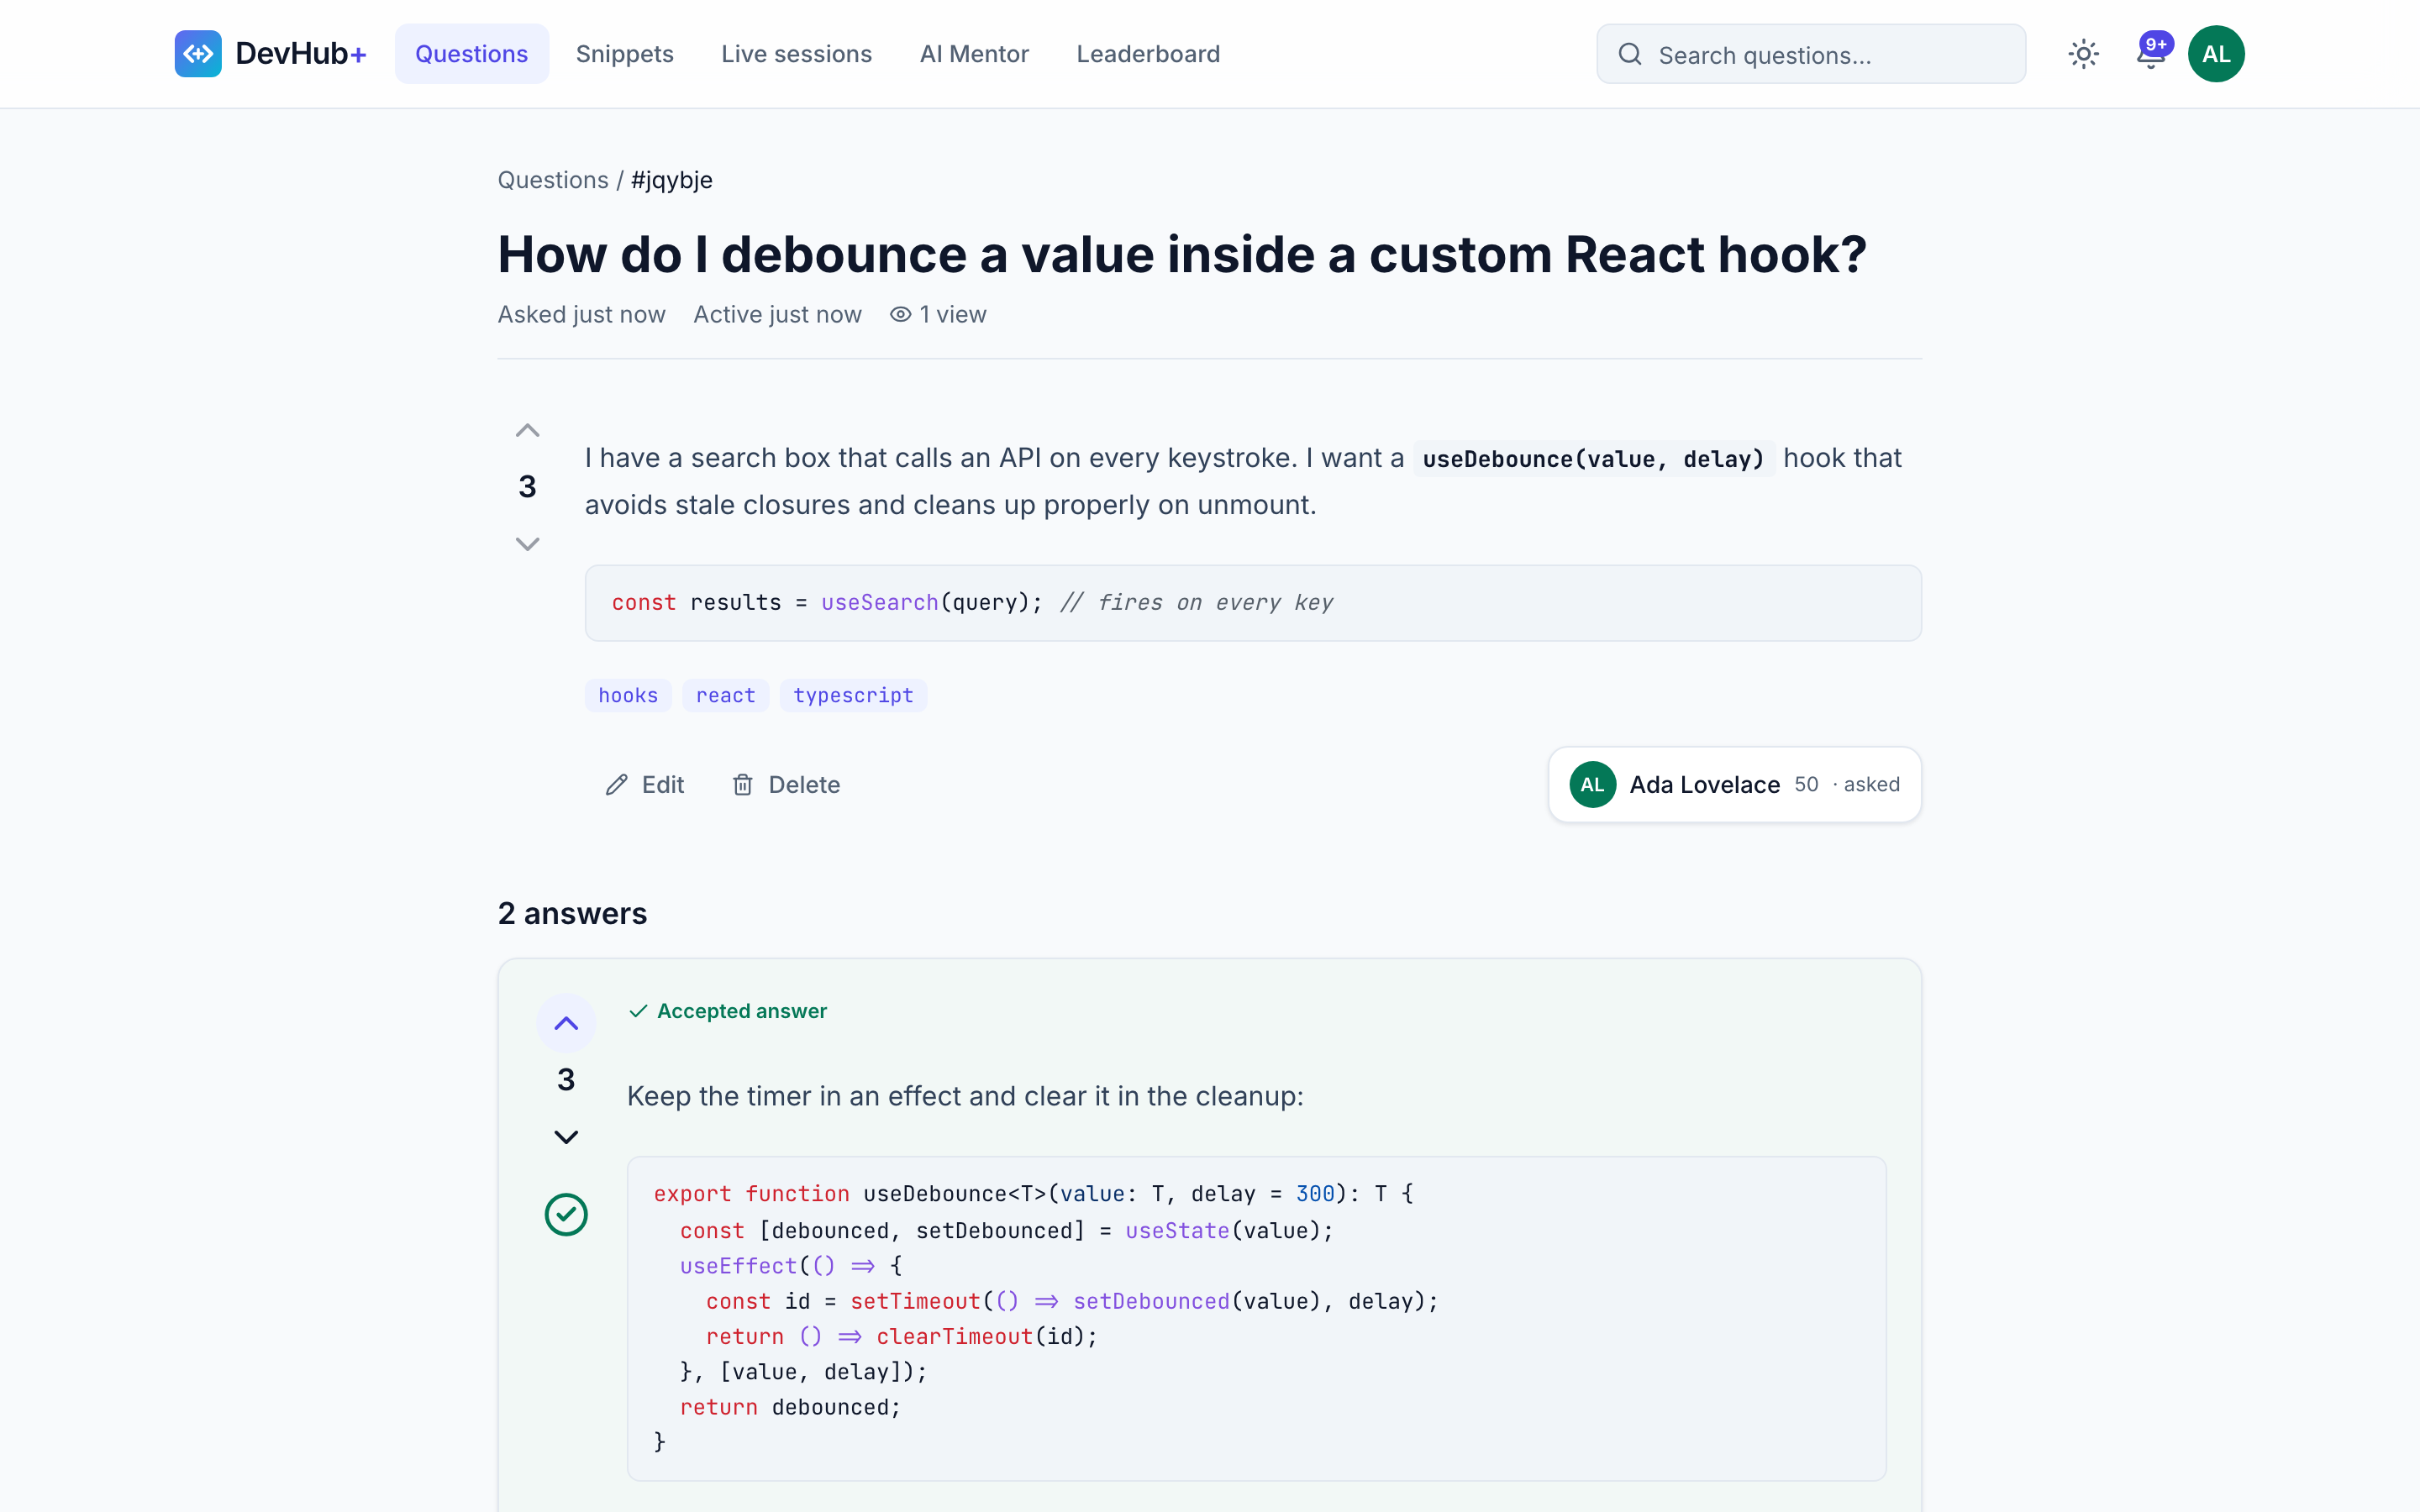 DevHub+
Questions
Snippets
Live sessions
AI Mentor
Leaderboard
Search questions...
9+
AL
Questions / #jqybje
How do I debounce a value inside a custom React hook?
Asked just now Active just now 1 view
3
I have a search box that calls an API on every keystroke. I want a useDebounce(value, delay) hook that
avoids stale closures and cleans up properly on unmount.
const results = useSearch(query); // fires on every key
hooks react typescript
Edit Delete
AL Ada Lovelace 50 · asked
2 answers
Accepted answer
3
Keep the timer in an effect and clear it in the cleanup:
export function useDebounce<T>(value: T, delay = 300): T {
  const [debounced, setDebounced] = useState(value);
  useEffect(() => {
    const id = setTimeout(() => setDebounced(value), delay);
    return () => clearTimeout(id);
  }, [value, delay]);
  return debounced;
}